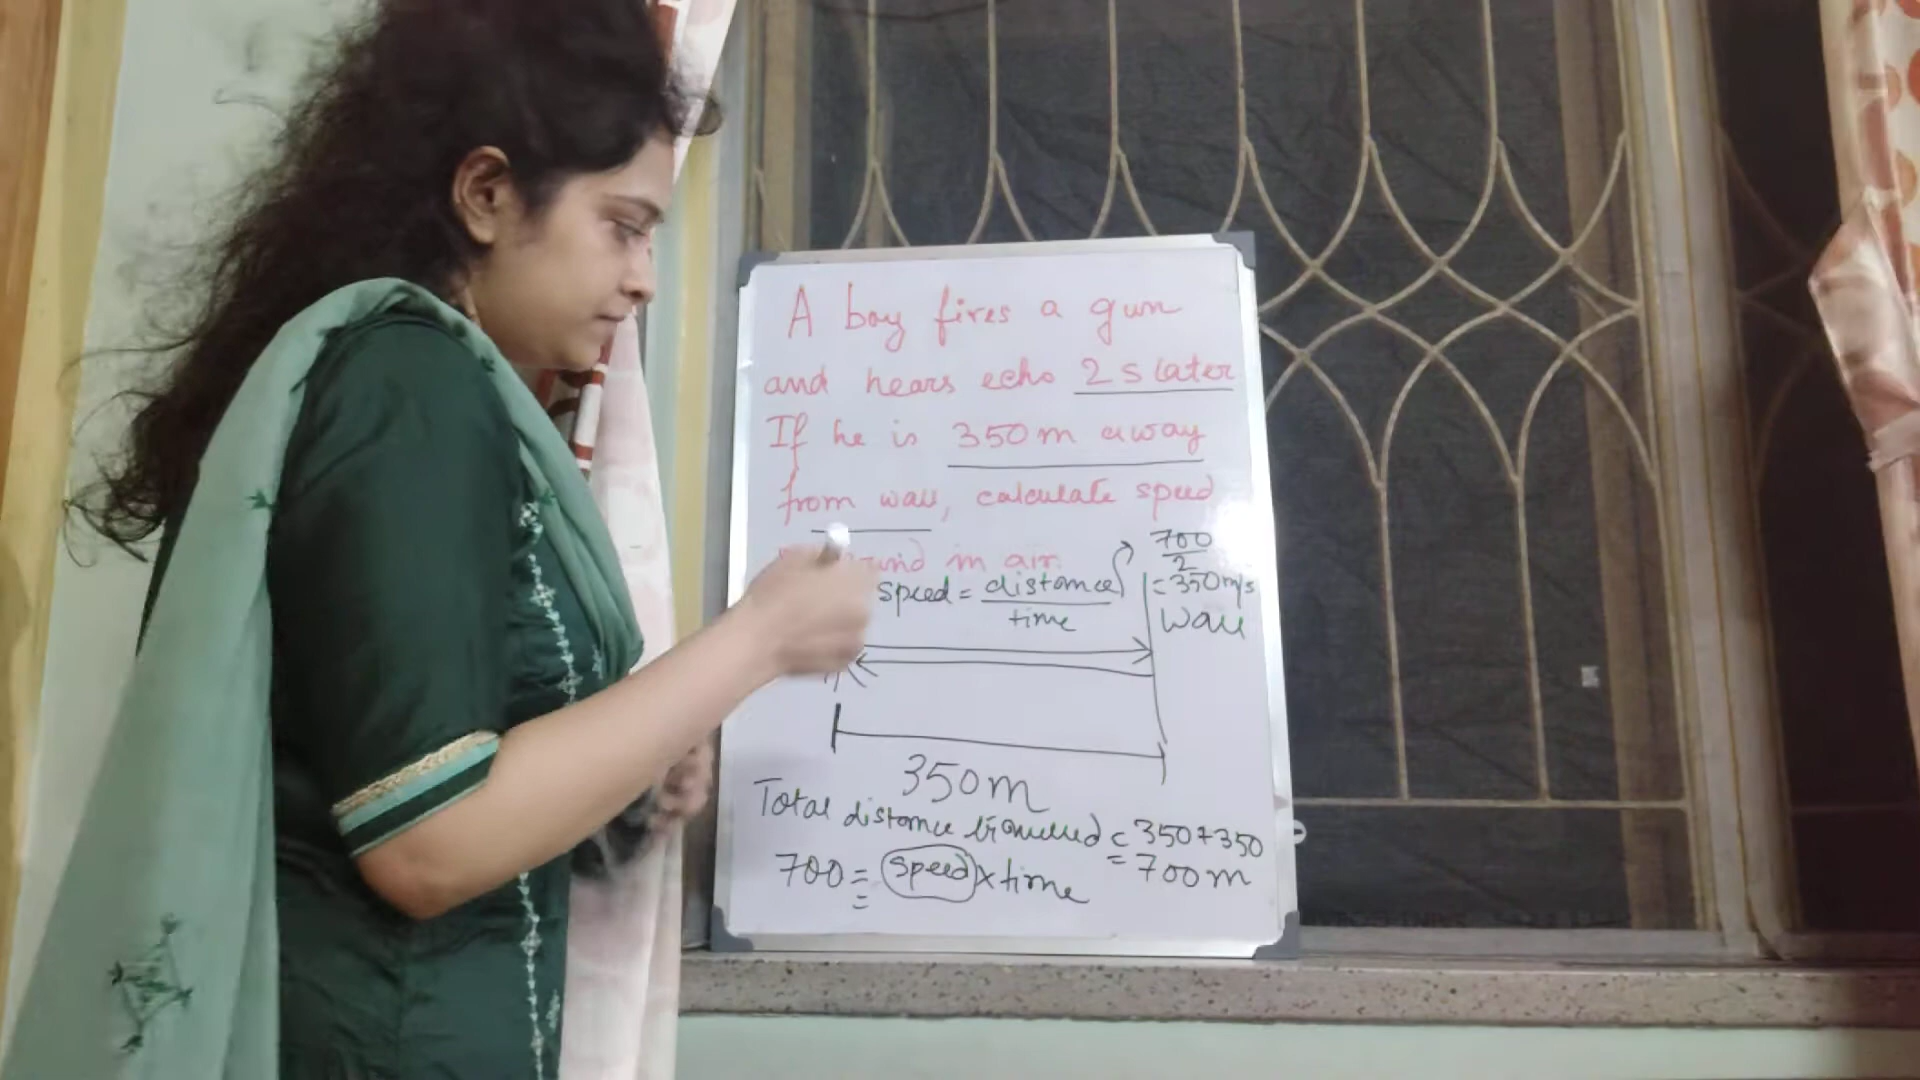 A boy fires a gun
and hears echo 2 s later
If he is 350 m away
from wall, calculate speed
in air.
700
2
= 350 m/s
speed = distance
time
Wall
350m
Total distance travelled = 350 + 350
= 700 m
700 = speed × time
=